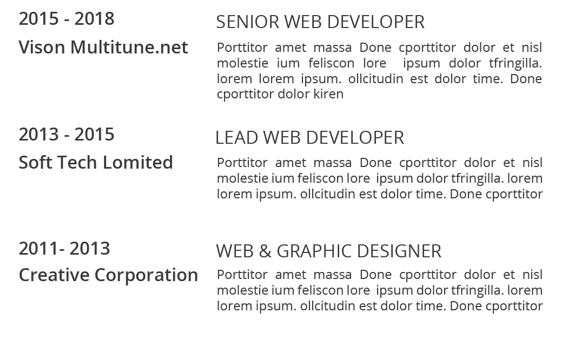 2015 - 2018
Vison Multitune.net
SENIOR WEB DEVELOPER
Porttitor amet massa Done cporttitor dolor et nisl
molestie ium feliscon lore ipsum dolor tfringilla.
lorem lorem ipsum. ollcitudin est dolor time. Done
cporttitor dolor kiren
2013 - 2015
Soft Tech Lomited
LEAD WEB DEVELOPER
Porttitor amet massa Done cporttitor dolor et nisl
molestie ium feliscon lore ipsum dolor tfringilla. lorem
lorem ipsum. ollcitudin est dolor time. Done cporttitor
2011- 2013
Creative Corporation
WEB & GRAPHIC DESIGNER
Porttitor amet massa Done cporttitor dolor et nisl
molestie ium feliscon lore ipsum dolor tfringilla. lorem
lorem ipsum. ollcitudin est dolor time. Done cporttitor